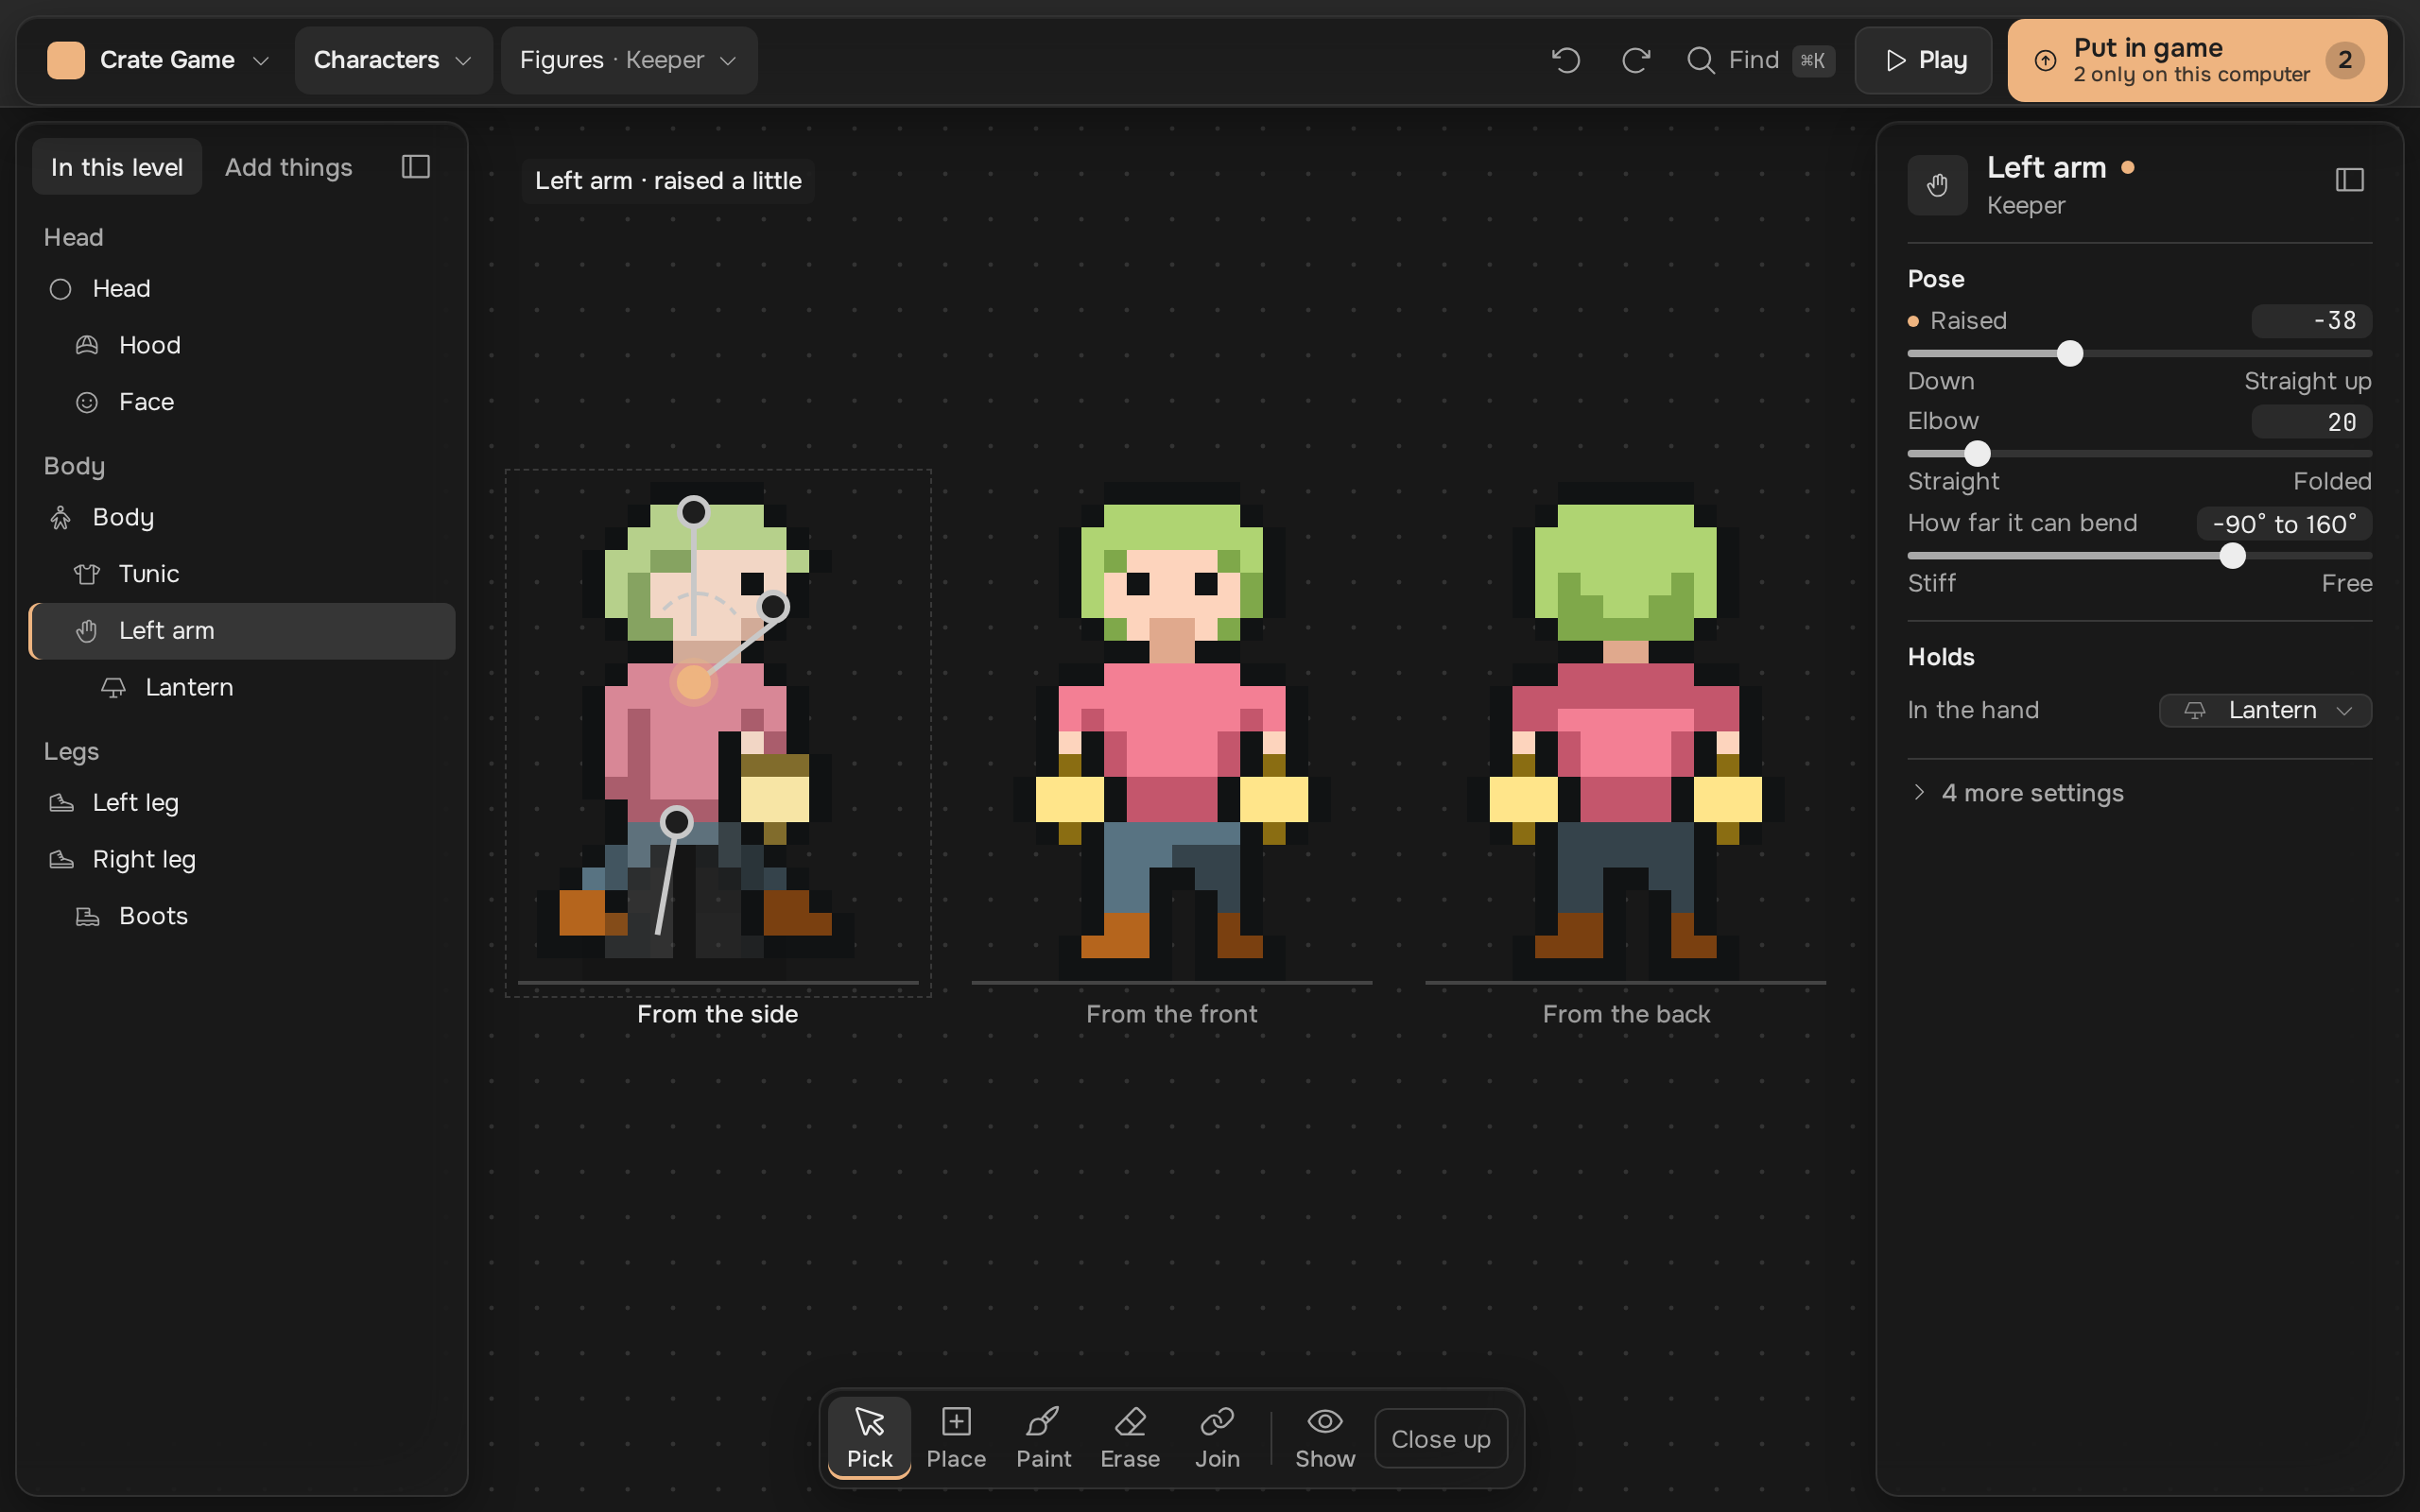 Crate Game
Characters
Figures · Keeper
Find ⌘K
Play
Put in game
2 only on this computer
2
In this level
Add things
Head
Head
Hood
Face
Body
Body
Tunic
Left arm
Lantern
Legs
Left leg
Right leg
Boots
Left arm · raised a little
From the side
From the front
From the back
Left arm
Keeper
Pose
Raised -38
Down Straight up
Elbow 20
Straight Folded
How far it can bend -90° to 160°
Stiff Free
Holds
In the hand Lantern
4 more settings
Pick
Place
Paint
Erase
Join
Show
Close up